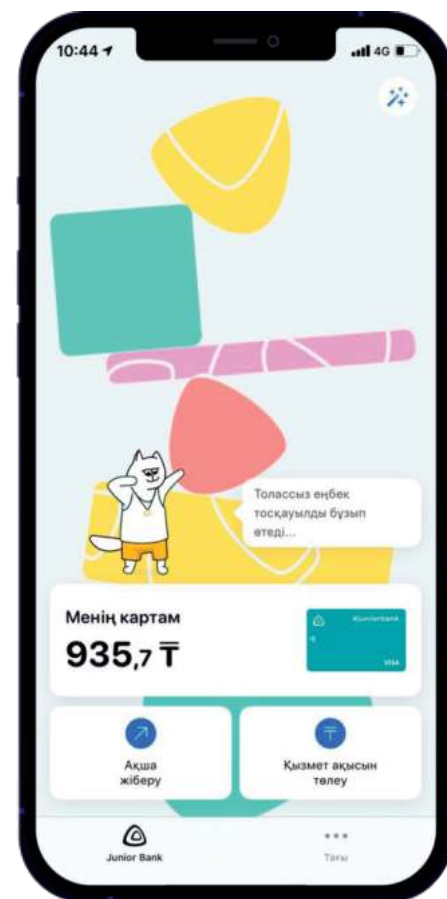 10:44
4G
Толассыз еңбек
тосқауылды бұзып
өтеді...
Менің картам
935,7 ₸
VISA
Ақша
жіберу
Қызмет ақысын
төлеу
Junior Bank
Тағы